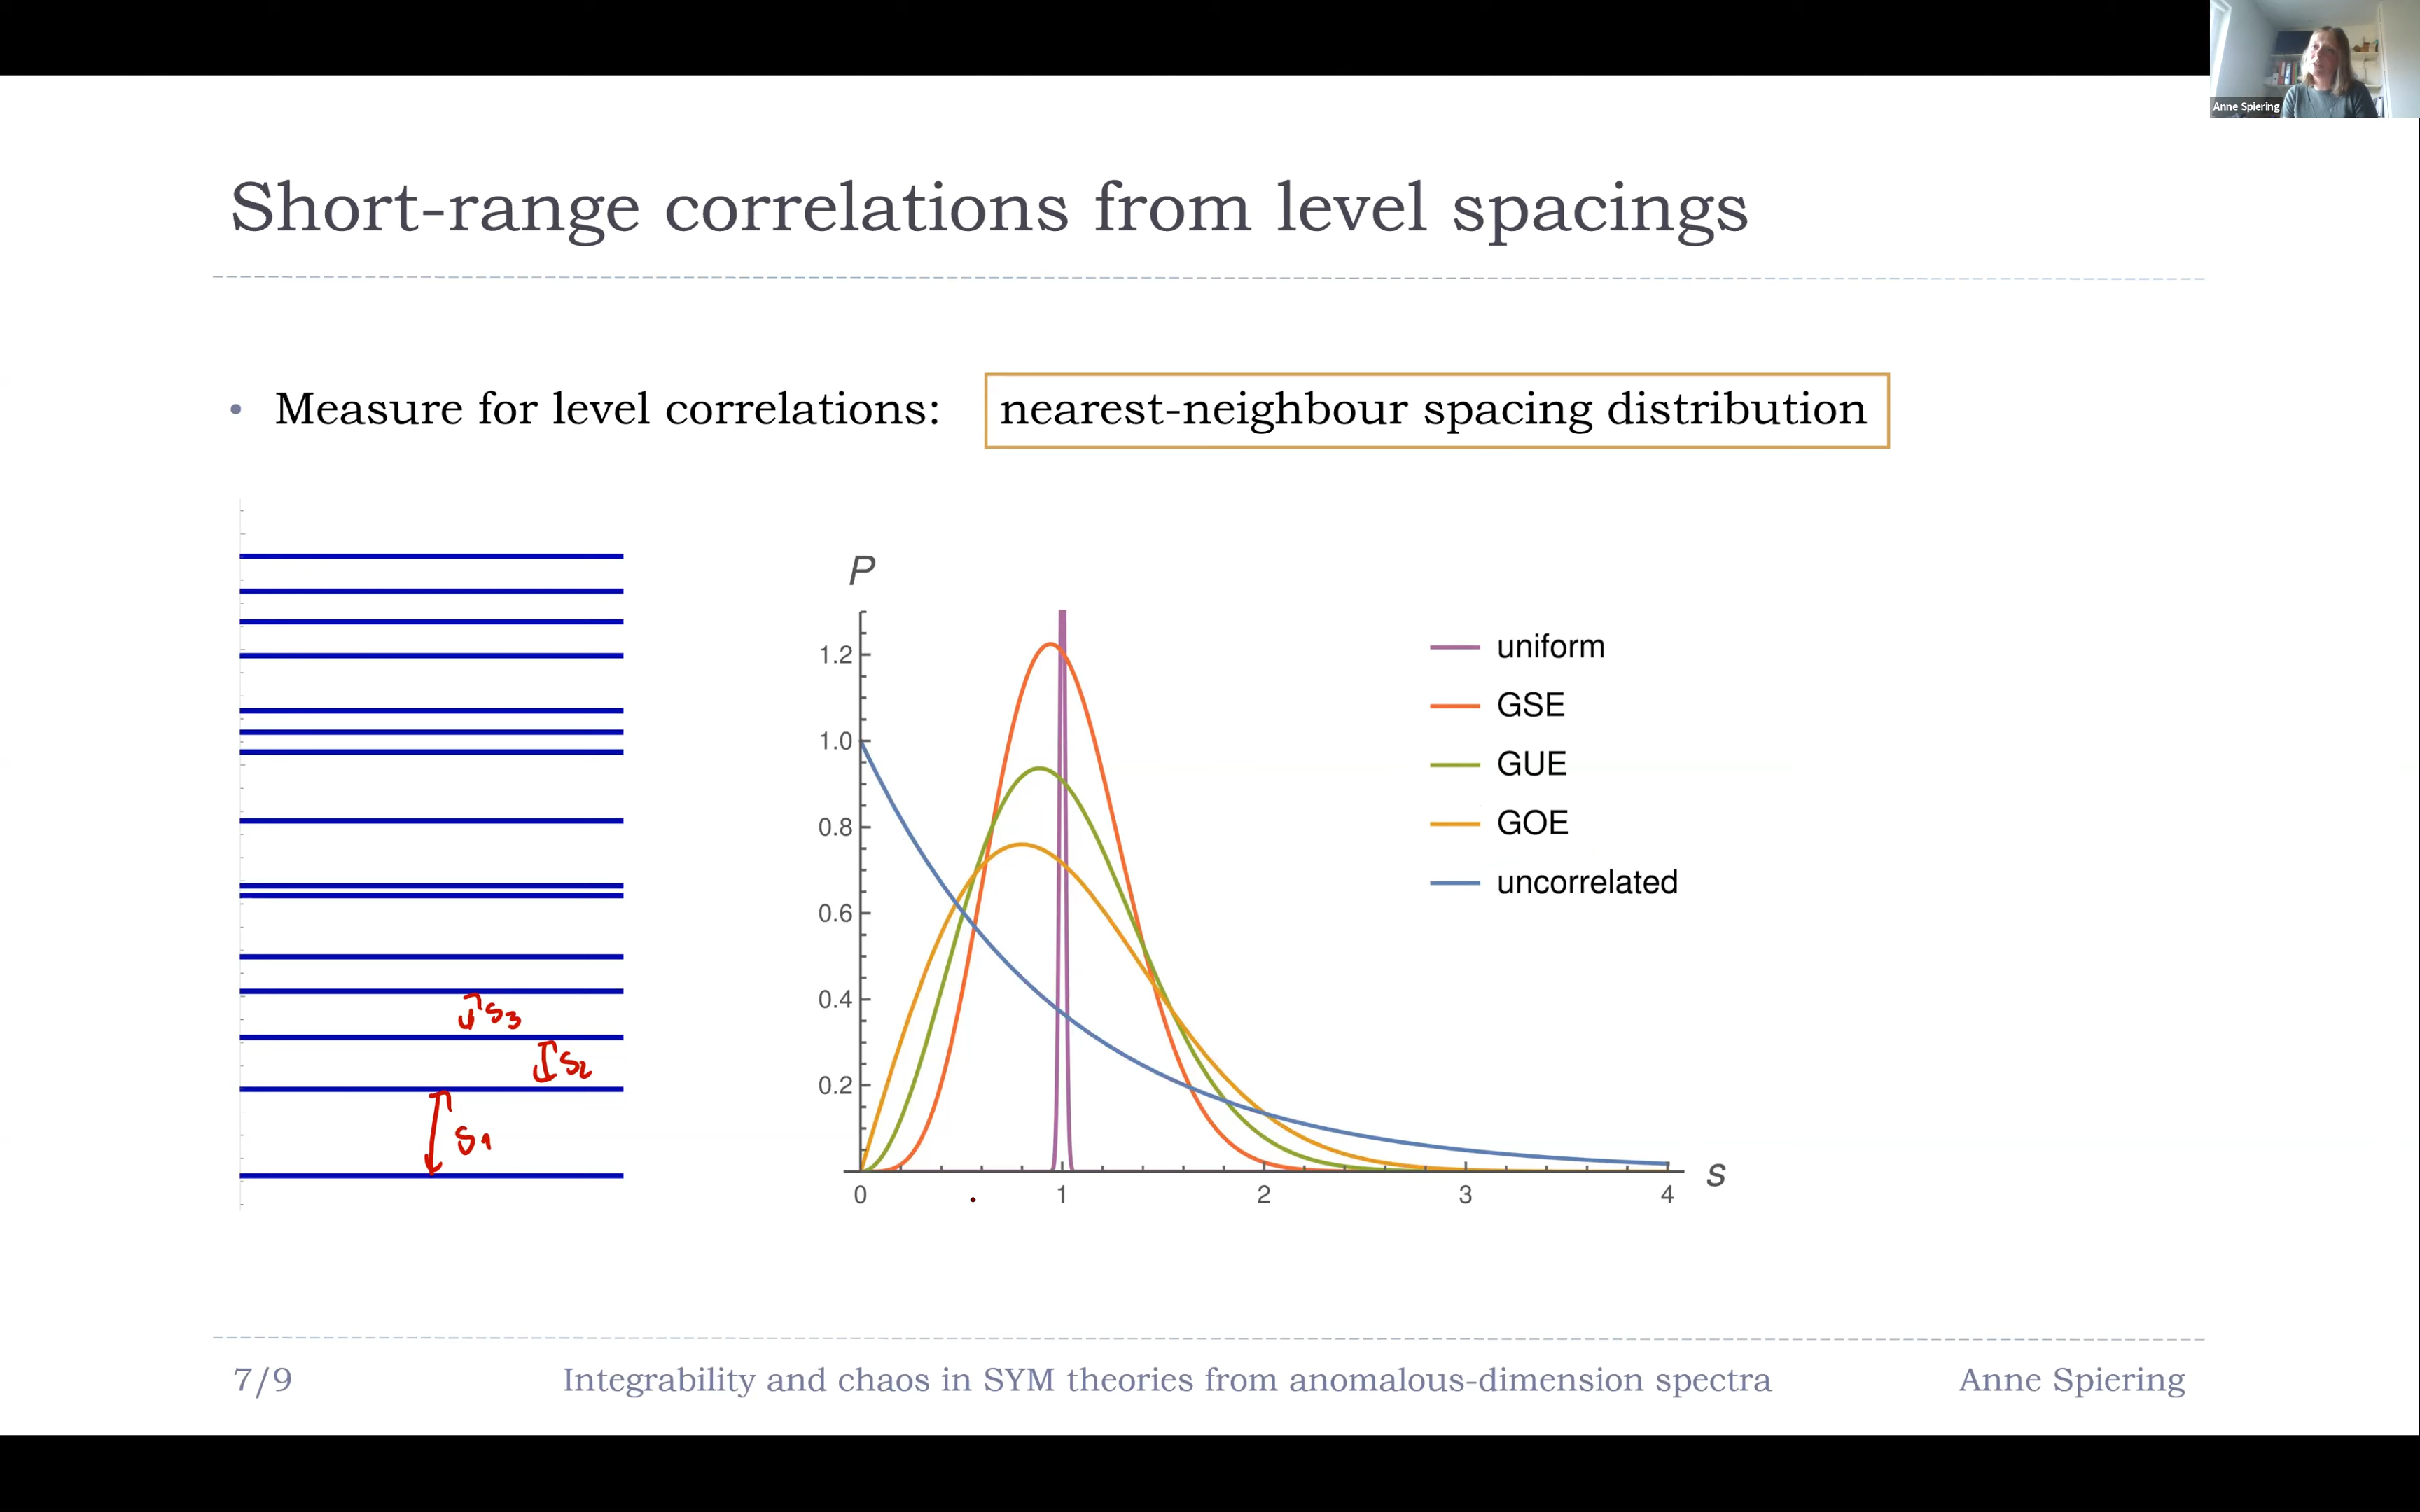 Anne Spiering
Short-range correlations from level spacings
• Measure for level correlations: nearest-neighbour spacing distribution
s3
s2
s1
P
1.2
1.0
0.8
0.6
0.4
0.2
0 1 2 3 4 s
uniform
GSE
GUE
GOE
uncorrelated
7/9 Integrability and chaos in SYM theories from anomalous-dimension spectra Anne Spiering